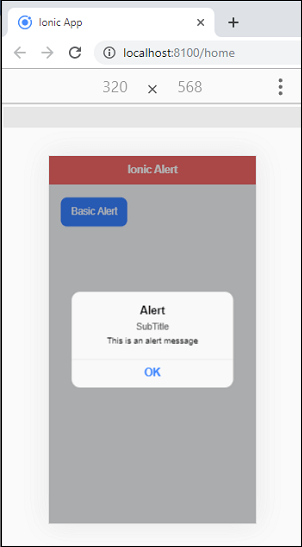 Ionic App
localhost:8100/home
320 × 568
Ionic Alert
Basic Alert
Alert
SubTitle
This is an alert message
OK